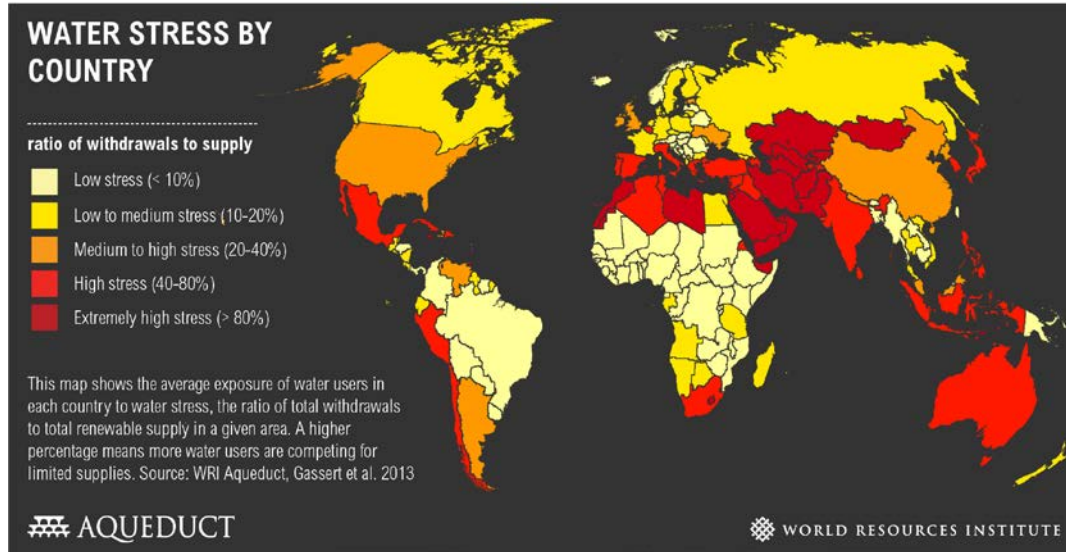 WATER STRESS BY
COUNTRY
ratio of withdrawals to supply
Low stress (< 10%)
Low to medium stress (10-20%)
Medium to high stress (20-40%)
High stress (40-80%)
Extremely high stress (> 80%)
This map shows the average exposure of water users in
each country to water stress, the ratio of total withdrawals
to total renewable supply in a given area. A higher
percentage means more water users are competing for
limited supplies. Source: WRI Aqueduct, Gassert et al. 2013
AQUEDUCT
WORLD RESOURCES INSTITUTE